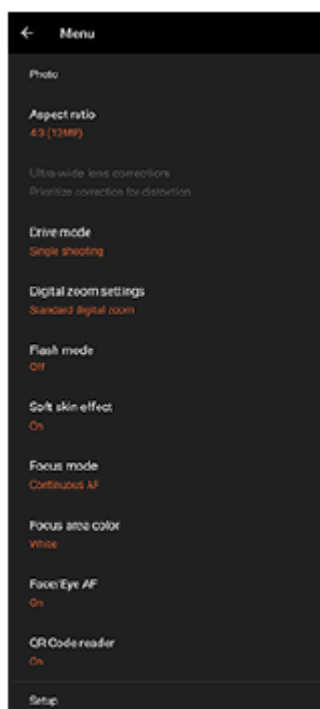 Menu
Photo
Aspect ratio
4:3 (12MP)
Ultra-wide lens corrections
Prioritize correction for distortion
Drive mode
Single shooting
Digital zoom settings
Standard digital zoom
Flash mode
Off
Soft skin effect
On
Focus mode
Continuous AF
Focus area color
White
Face/Eye AF
On
QR Code reader
On
Setup